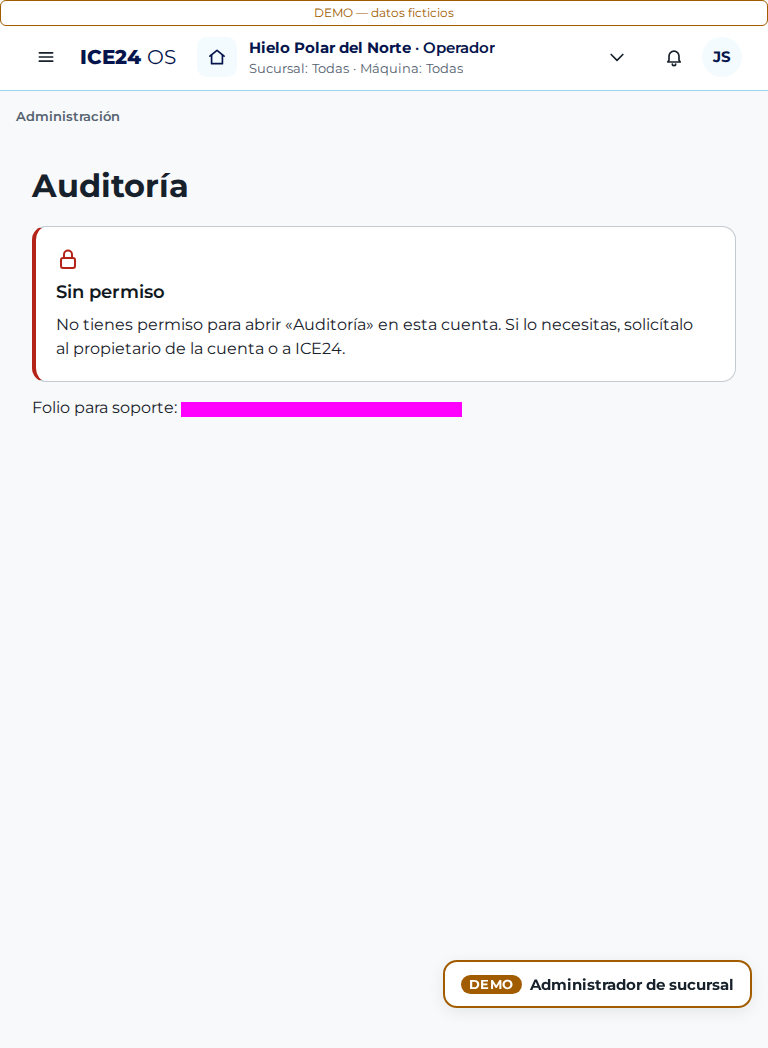 DEMO — datos ficticios
ICE24 OS
Hielo Polar del Norte · Operador
Sucursal: Todas · Máquina: Todas
JS
Administración
Auditoría
Sin permiso
No tienes permiso para abrir «Auditoría» en esta cuenta. Si lo necesitas, solicítalo
al propietario de la cuenta o a ICE24.
Folio para soporte:
DEMO Administrador de sucursal